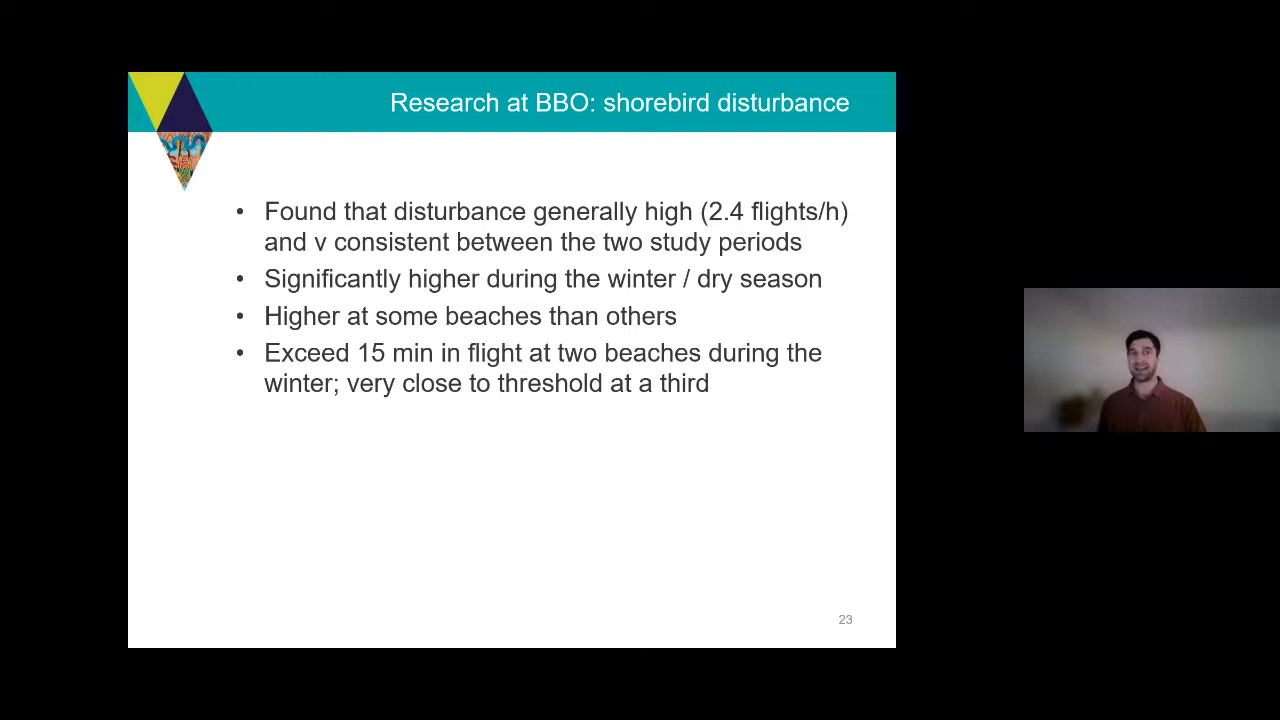 Research at BBO: shorebird disturbance
• Found that disturbance generally high (2.4 flights/h)
and v consistent between the two study periods
• Significantly higher during the winter / dry season
• Higher at some beaches than others
• Exceed 15 min in flight at two beaches during the
winter; very close to threshold at a third
23